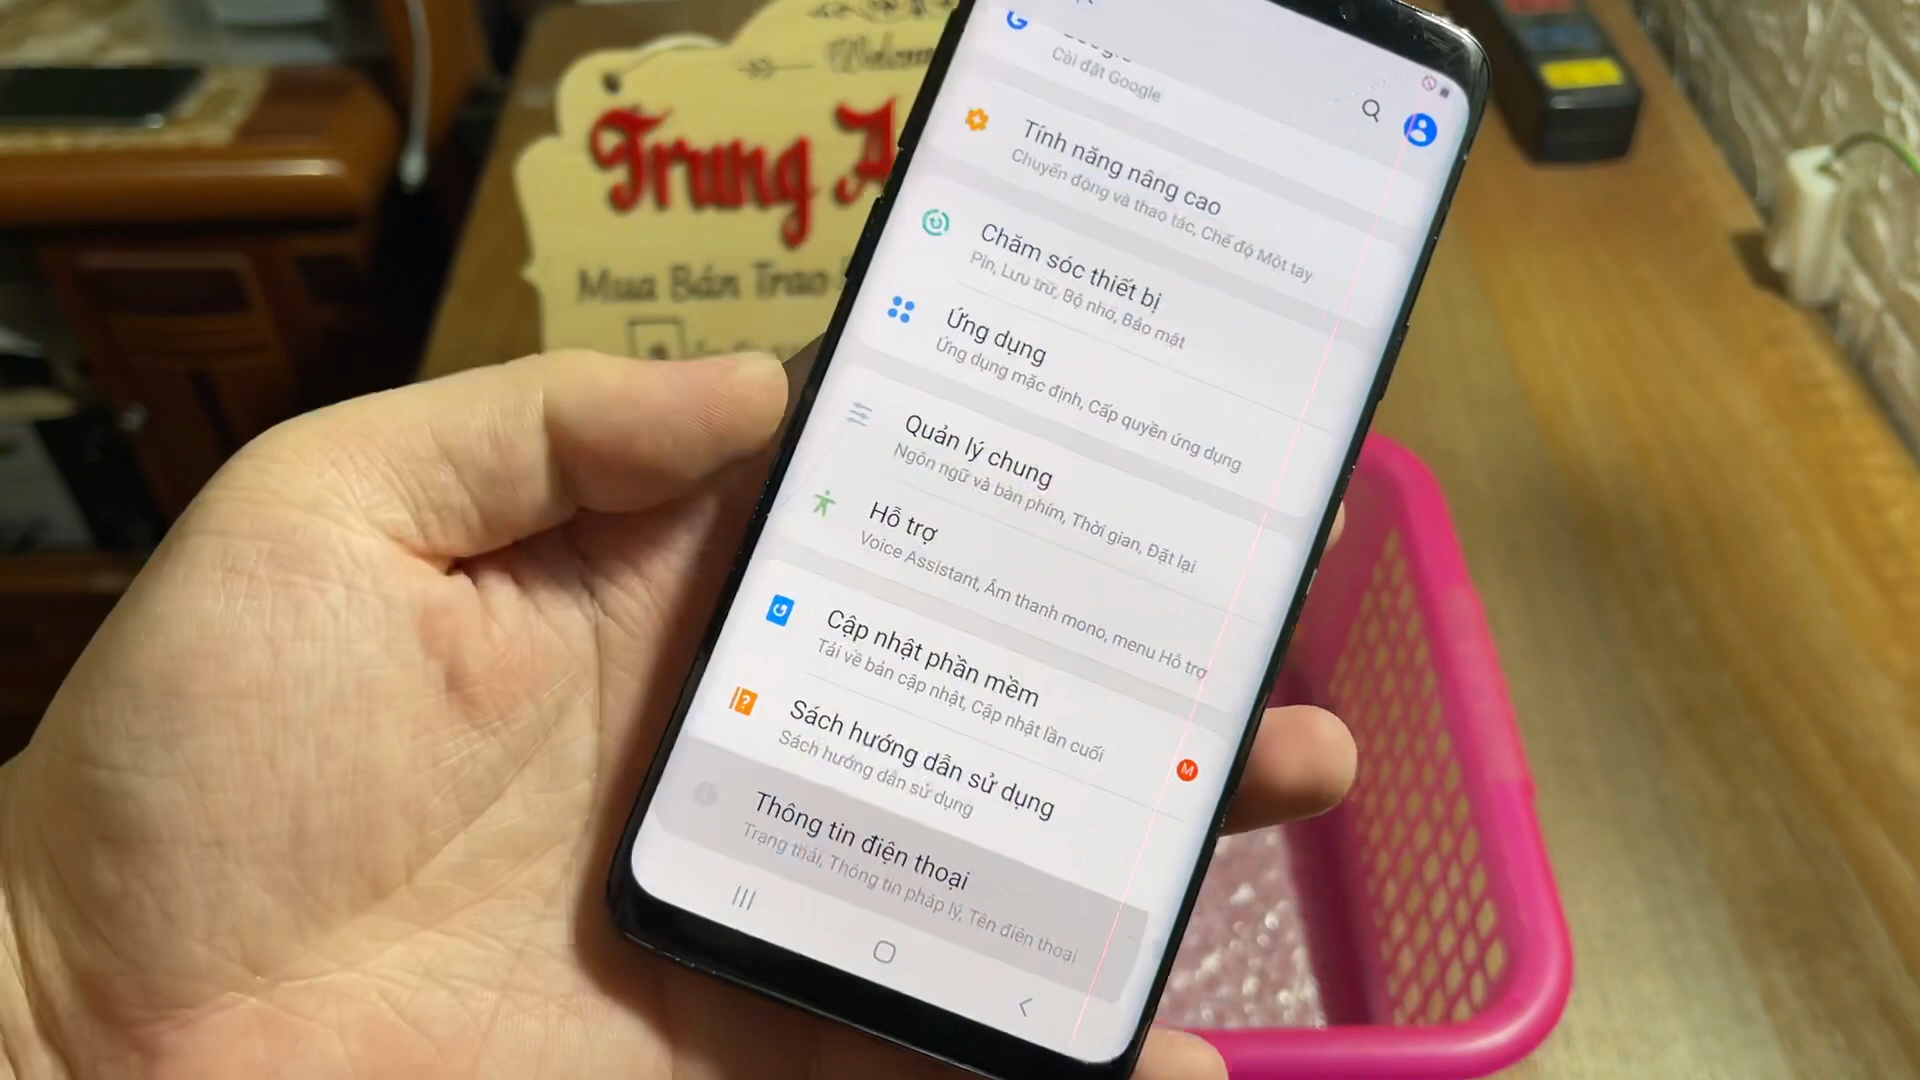 Welcome
Trung
Mua Bán Trao
Cài đặt Google
Tính năng nâng cao
Chuyển động và thao tác, Chế độ Một tay
Chăm sóc thiết bị
Pin, Lưu trữ, Bộ nhớ, Bảo mật
Ứng dụng
Ứng dụng mặc định, Cấp quyền ứng dụng
Quản lý chung
Ngôn ngữ và bàn phím, Thời gian, Đặt lại
Hỗ trợ
Voice Assistant, Âm thanh mono, menu Hỗ trợ
Cập nhật phần mềm
Tải về bản cập nhật, Cập nhật lần cuối
Sách hướng dẫn sử dụng
Sách hướng dẫn sử dụng
M
Thông tin điện thoại
Trạng thái, Thông tin pháp lý, Tên điện thoại